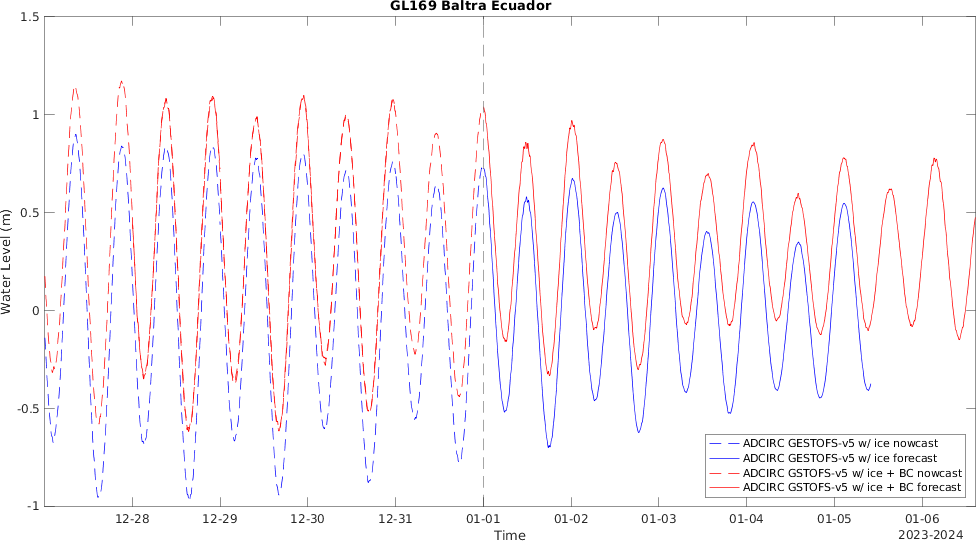 GL169 Baltra Ecuador
1.5
1
0.5
0
-0.5
-1
Water Level (m)
12-28 12-29 12-30 12-31 01-01 01-02 01-03 01-04 01-05 01-06
Time
2023-2024
ADCIRC GESTOFS-v5 w/ ice nowcast
ADCIRC GESTOFS-v5 w/ ice forecast
ADCIRC GSTOFS-v5 w/ ice + BC nowcast
ADCIRC GSTOFS-v5 w/ ice + BC forecast